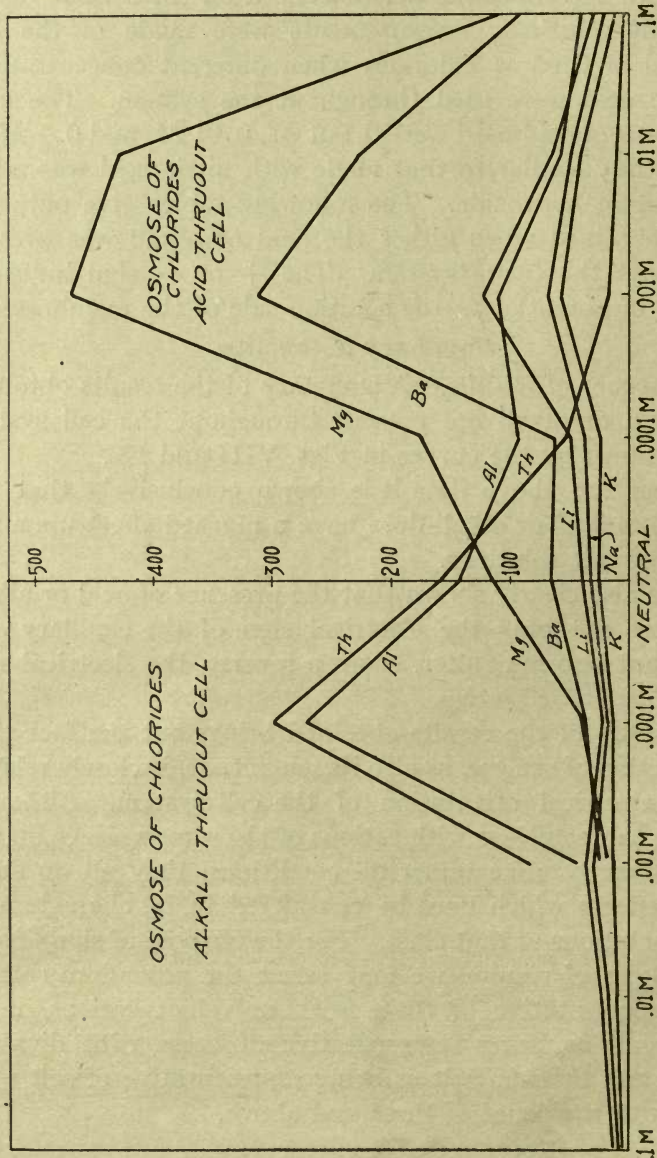 500
400
300
200
100
OSMOSE OF CHLORIDES
ALKALI THRUOUT CELL
OSMOSE OF
CHLORIDES
ACID THRUOUT
CELL
Th
Al
Mg
Ba
Li
K
Na
Mg
Ba
Al
Th
Li
K
.1M
.01M
.001M
.0001M
NEUTRAL
.0001M
.001M
.01M
.1M